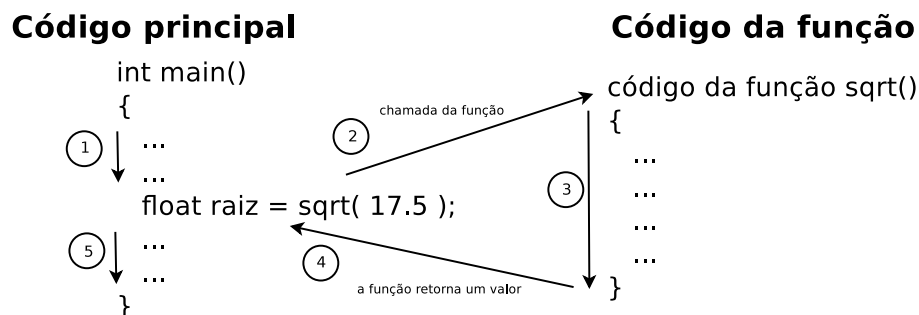 Código principal
int main()
{
1
...
...
float raiz = sqrt( 17.5 );
5
...
...
}
2
chamada da função
4
a função retorna um valor
Código da função
código da função sqrt()
{
3
...
...
...
...
}